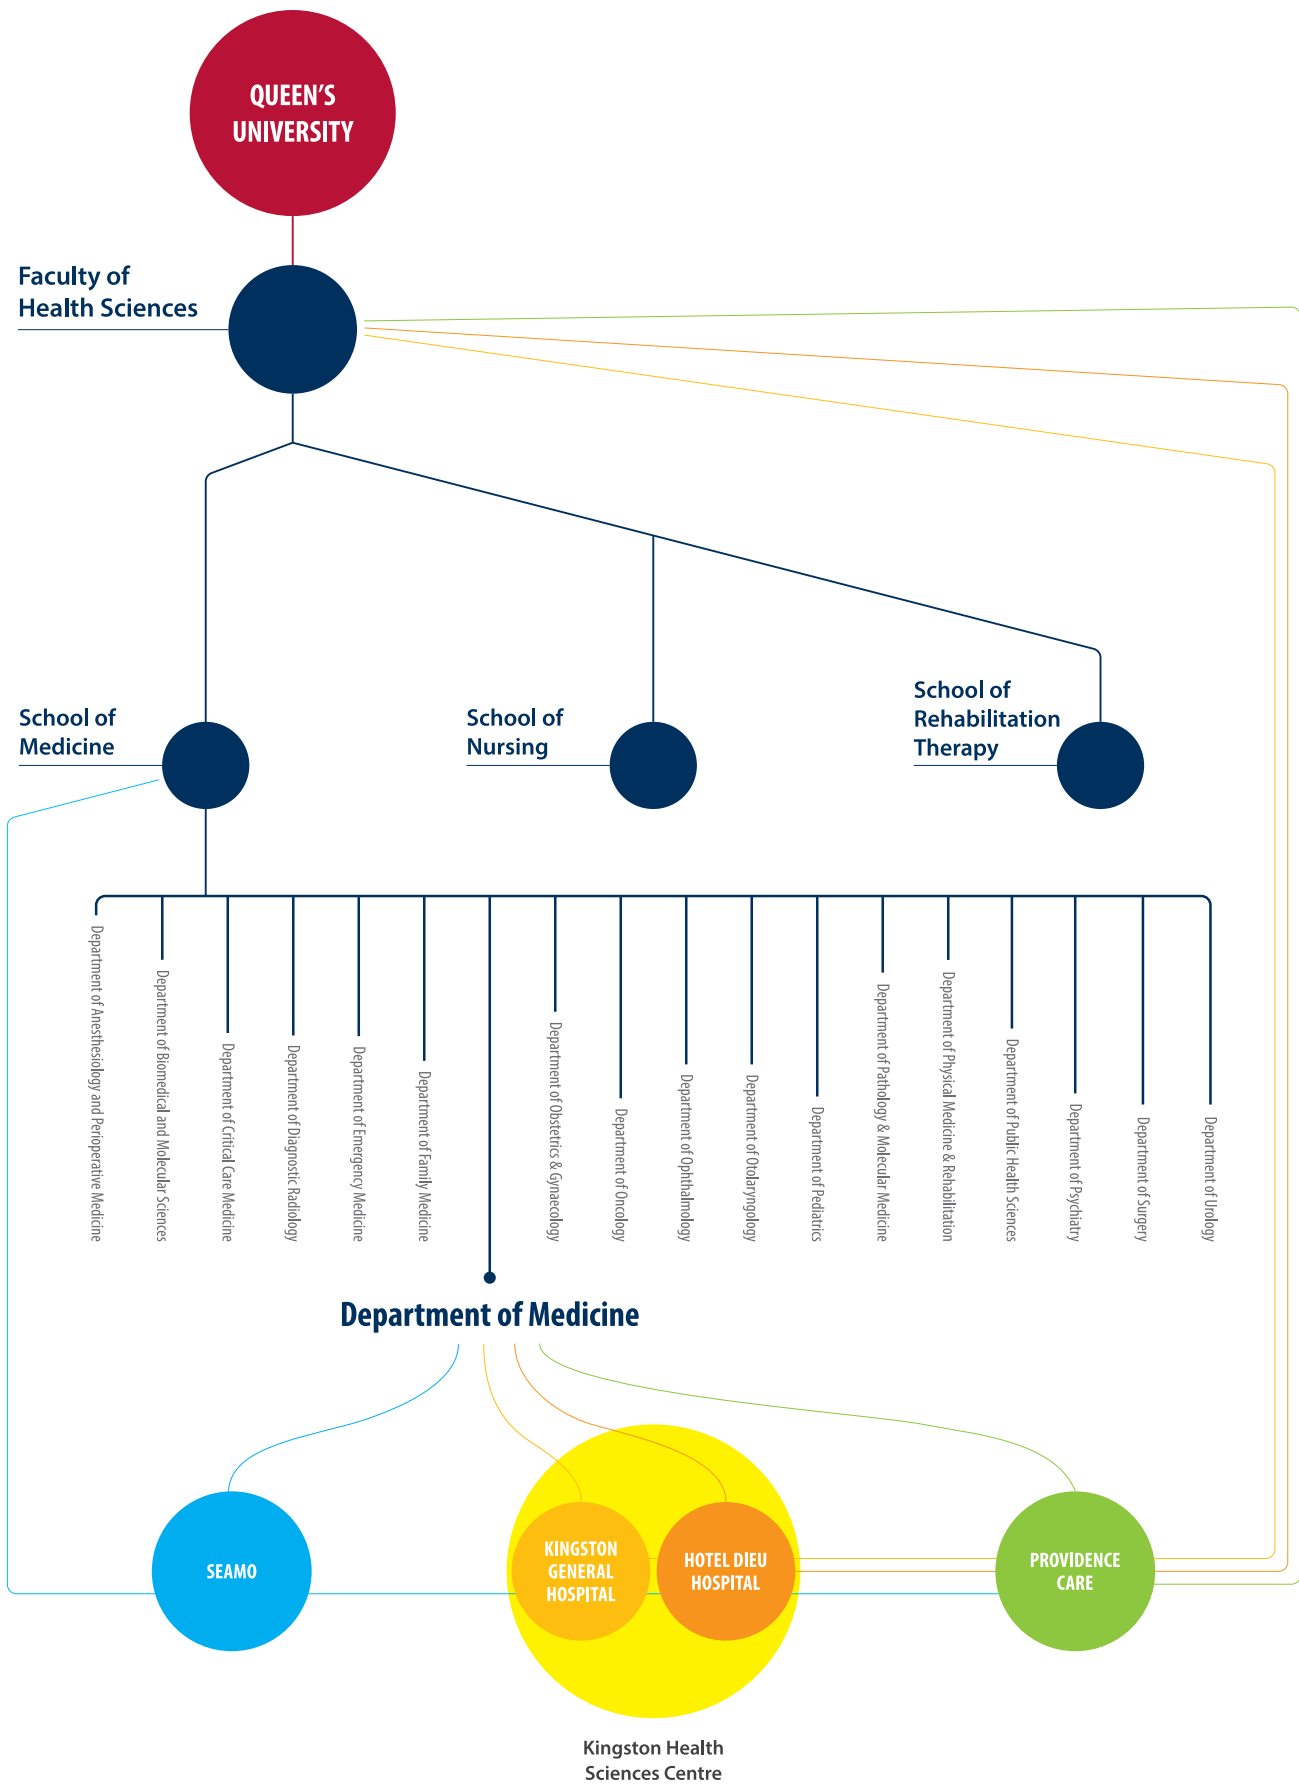 QUEEN'S
UNIVERSITY
Faculty of
Health Sciences
School of
Medicine
School of
Nursing
School of
Rehabilitation
Therapy
Department of Anesthesiology and Perioperative Medicine
Department of Biomedical and Molecular Sciences
Department of Critical Care Medicine
Department of Diagnostic Radiology
Department of Emergency Medicine
Department of Family Medicine
Department of Obstetrics & Gynaecology
Department of Oncology
Department of Ophthalmology
Department of Otolaryngology
Department of Pediatrics
Department of Pathology & Molecular Medicine
Department of Physical Medicine & Rehabilitation
Department of Public Health Sciences
Department of Psychiatry
Department of Surgery
Department of Urology
Department of Medicine
SEAMO
KINGSTON
GENERAL
HOSPITAL
HOTEL DIEU
HOSPITAL
PROVIDENCE
CARE
Kingston Health
Sciences Centre